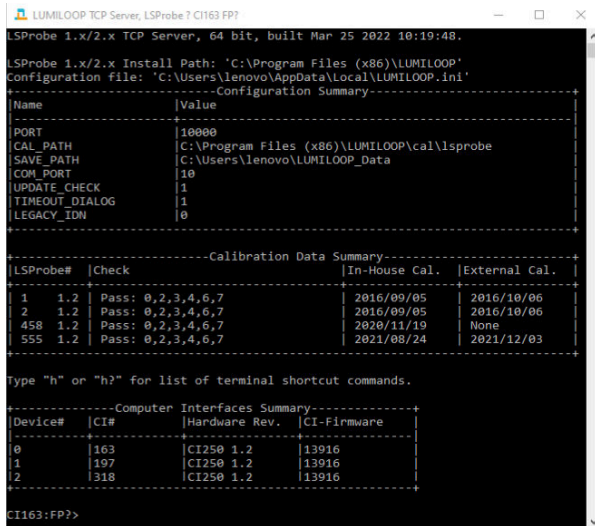 LUMILOOP TCP Server, LSProbe ? CI163 FP?
LSProbe 1.x/2.x TCP Server, 64 bit, built Mar 25 2022 10:19:48.
LSProbe 1.x/2.x Install Path: 'C:\Program Files (x86)\LUMILOOP'
Configuration file: 'C:\Users\lenovo\AppData\Local\LUMILOOP.ini'
+---------------------------Configuration Summary--------------------------+
|Name |Value |
PORT |10000
CAL_PATH |C:\Program Files (x86)\LUMILOOP\cal\lsprobe
SAVE_PATH |C:\Users\lenovo\LUMILOOP_Data
COM_PORT |10
UPDATE_CHECK |1
TIMEOUT_DIALOG |1
LEGACY_IDN |0
+--------------------------Calibration Data Summary------------------------+
|LSProbe# |Check |In-House Cal. |External Cal. |
| 1 1.2 | Pass: 0,2,3,4,6,7 | 2016/09/05 | 2016/10/06 |
| 2 1.2 | Pass: 0,2,3,4,6,7 | 2016/09/05 | 2016/10/06 |
| 458 1.2 | Pass: 0,2,3,4,6,7 | 2020/11/19 | None |
| 555 1.2 | Pass: 0,2,3,4,6,7 | 2021/08/24 | 2021/12/03 |
Type "h" or "h?" for list of terminal shortcut commands.
+--------------Computer Interfaces Summary--------------+
|Device# |CI# |Hardware Rev. |CI-Firmware |
|0 |163 |CI250 1.2 |13916 |
|1 |197 |CI250 1.2 |13916 |
|2 |318 |CI250 1.2 |13916 |
CI163:FP?>